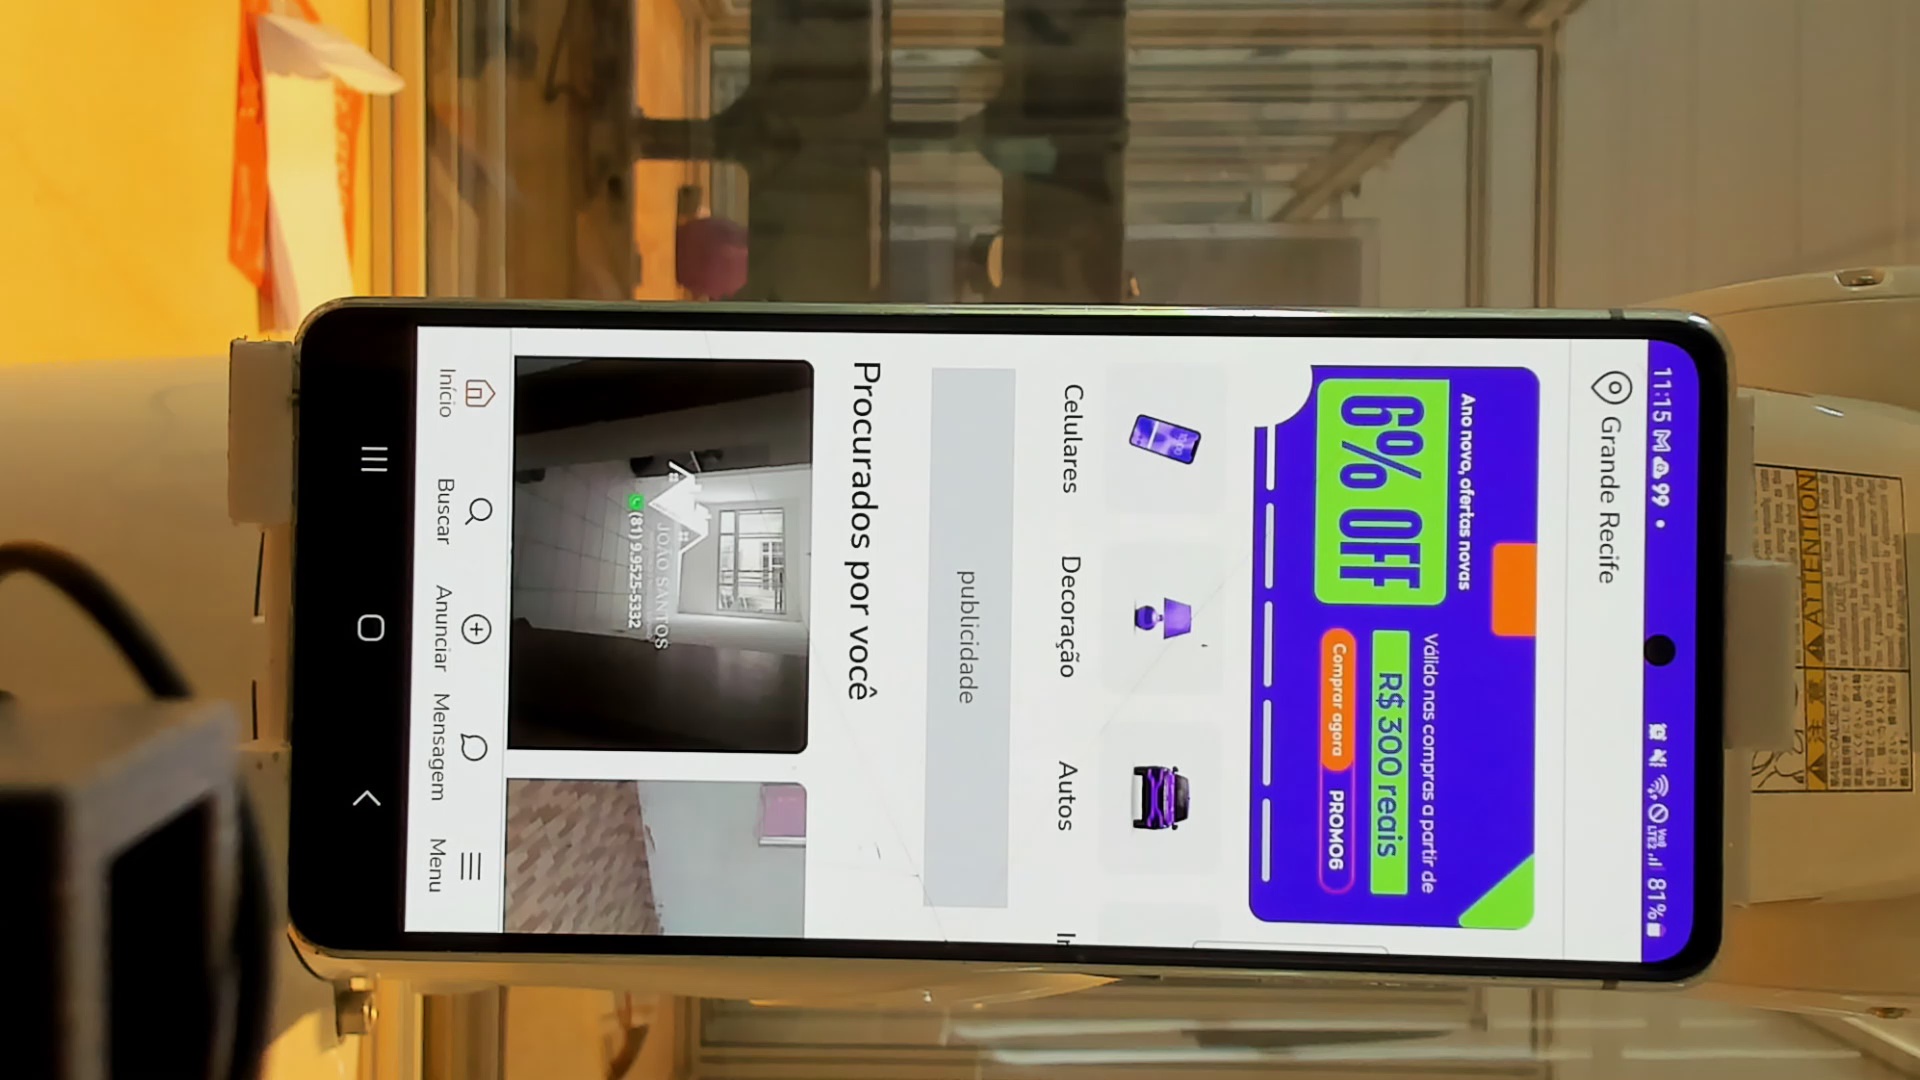 11:15
99
81%
Grande Recife
Ano novo, ofertas novas
6% OFF
Válido nas compras a partir de
R$ 300 reais
Comprar agora
PROMO6
Celulares
Decoração
Autos
publicidade
Procurados por você
JOÃO SANTOS
(81) 9.9525-5332
Início
Buscar
Anunciar
Mensagem
Menu